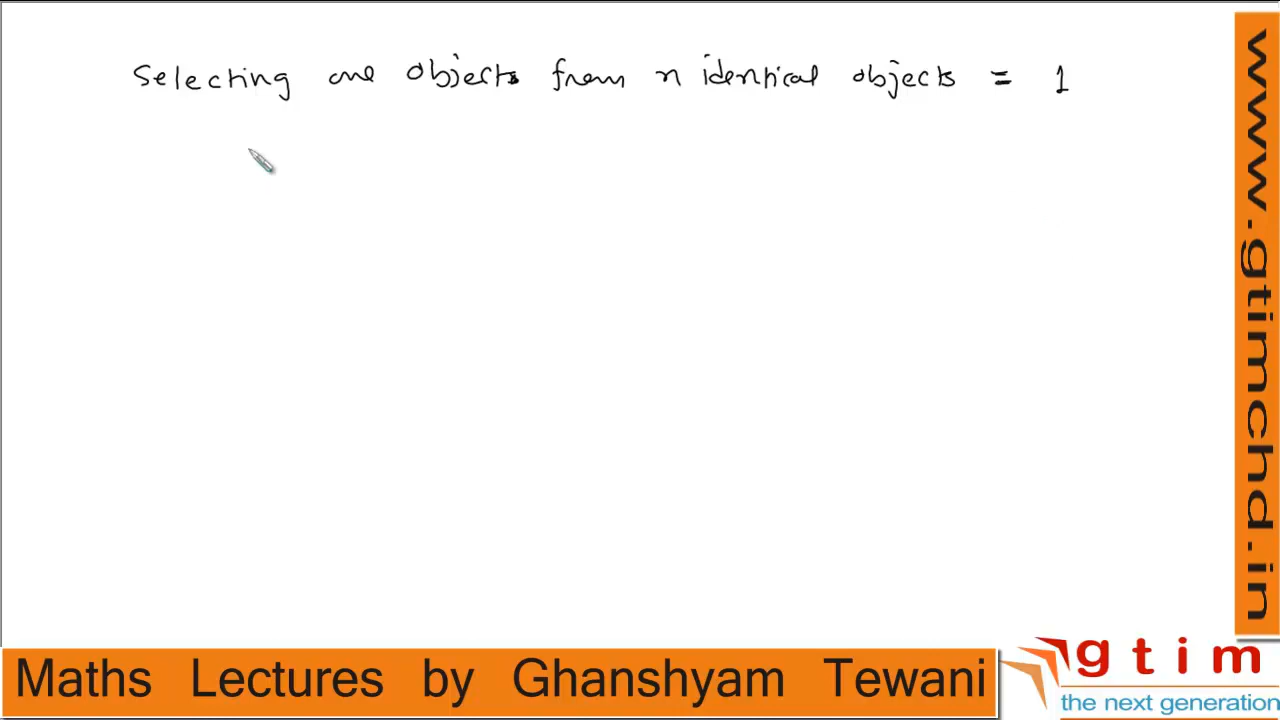 Selecting one objects from n identical objects = 1
www.gtimchd.in
Maths Lectures by Ghanshyam Tewani
gtim
the next generation